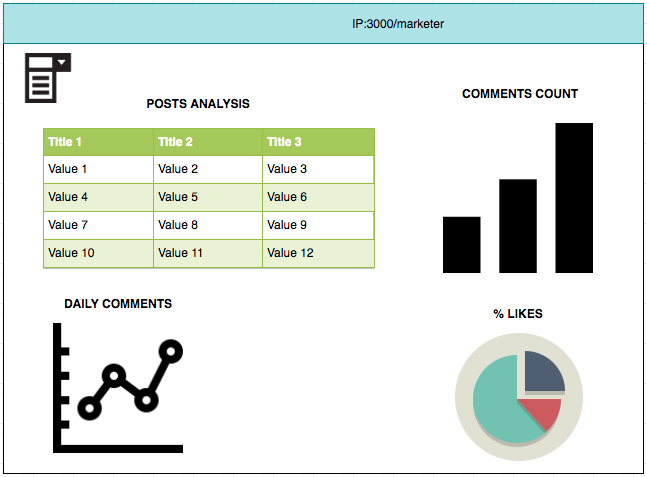 IP:3000/marketer
POSTS ANALYSIS
Title 1 Title 2 Title 3
Value 1 Value 2 Value 3
Value 4 Value 5 Value 6
Value 7 Value 8 Value 9
Value 10 Value 11 Value 12
COMMENTS COUNT
DAILY COMMENTS
% LIKES